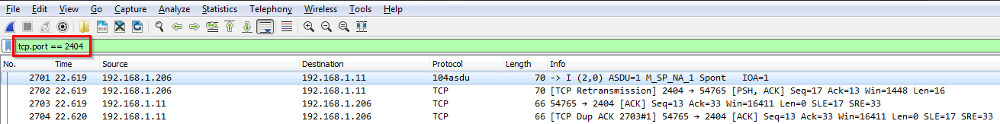 File Edit View Go Capture Analyze Statistics Telephony Wireless Tools Help
tcp.port == 2404
No. Time Source Destination Protocol Length Info
2701 22.619 192.168.1.206 192.168.1.11 104asdu 70 -> I (2,0) ASDU=1 M_SP_NA_1 Spont IOA=1
2702 22.619 192.168.1.206 192.168.1.11 TCP 70 [TCP Retransmission] 2404 → 54765 [PSH, ACK] Seq=17 Ack=13 Win=1448 Len=16
2703 22.619 192.168.1.11 192.168.1.206 TCP 66 54765 → 2404 [ACK] Seq=13 Ack=33 Win=16411 Len=0 SLE=17 SRE=33
2704 22.620 192.168.1.11 192.168.1.206 TCP 66 [TCP Dup ACK 2703#1] 54765 → 2404 [ACK] Seq=13 Ack=33 Win=16411 Len=0 SLE=17 SRE=33